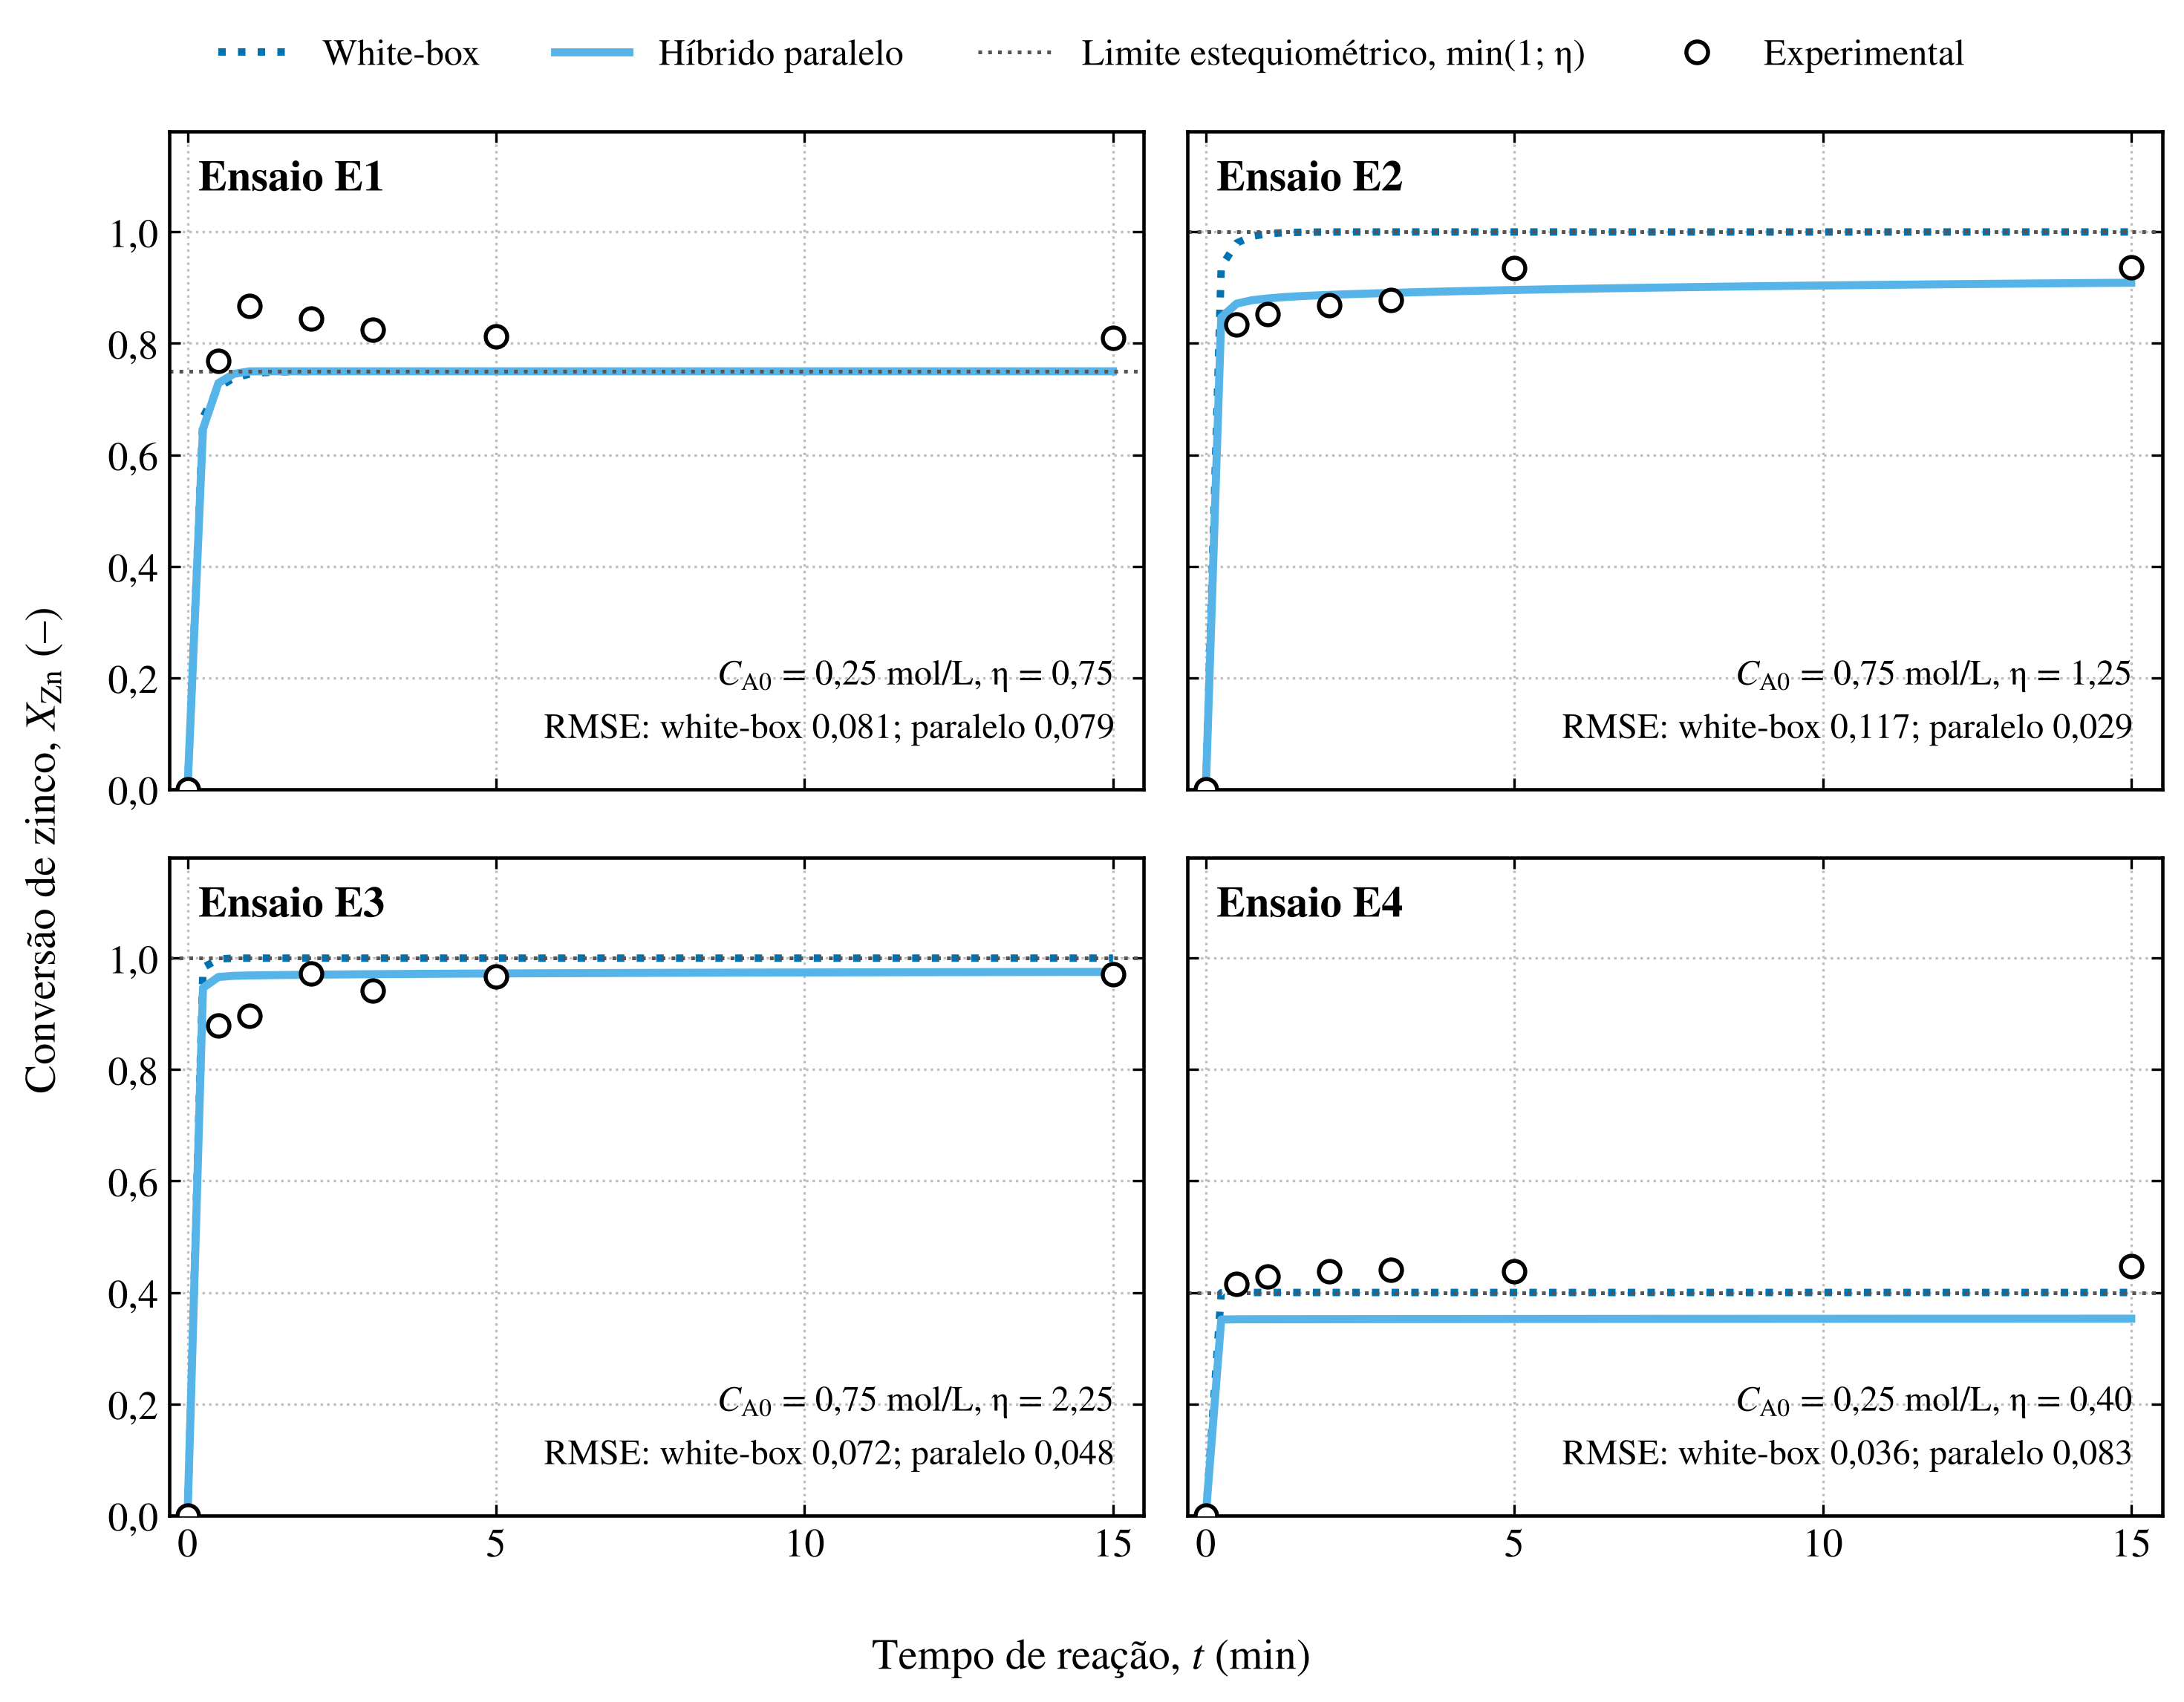 White-box Híbrido paralelo Limite estequiométrico, min(1; η) Experimental
Ensaio E1
1,0
0,8
0,6
0,4
0,2
0,0
C_A0 = 0,25 mol/L, η = 0,75
RMSE: white-box 0,081; paralelo 0,079
Ensaio E2
C_A0 = 0,75 mol/L, η = 1,25
RMSE: white-box 0,117; paralelo 0,029
Conversão de zinco, X_Zn (−)
Ensaio E3
1,0
0,8
0,6
0,4
0,2
0,0
C_A0 = 0,75 mol/L, η = 2,25
RMSE: white-box 0,072; paralelo 0,048
0 5 10 15
Ensaio E4
C_A0 = 0,25 mol/L, η = 0,40
RMSE: white-box 0,036; paralelo 0,083
0 5 10 15
Tempo de reação, t (min)